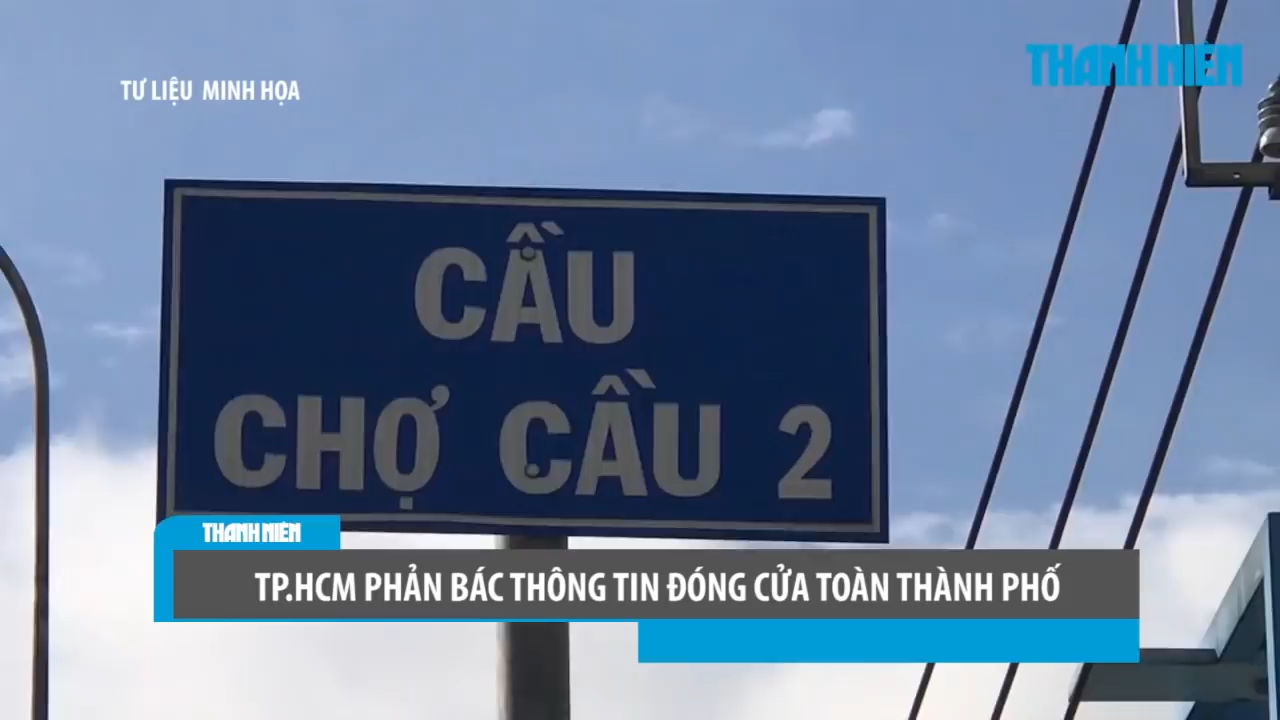 TƯ LIỆU MINH HỌA
THANH NIÊN
CẦU
CHỢ CẦU 2
THANH NIÊN
TP.HCM PHẢN BÁC THÔNG TIN ĐÓNG CỬA TOÀN THÀNH PHỐ